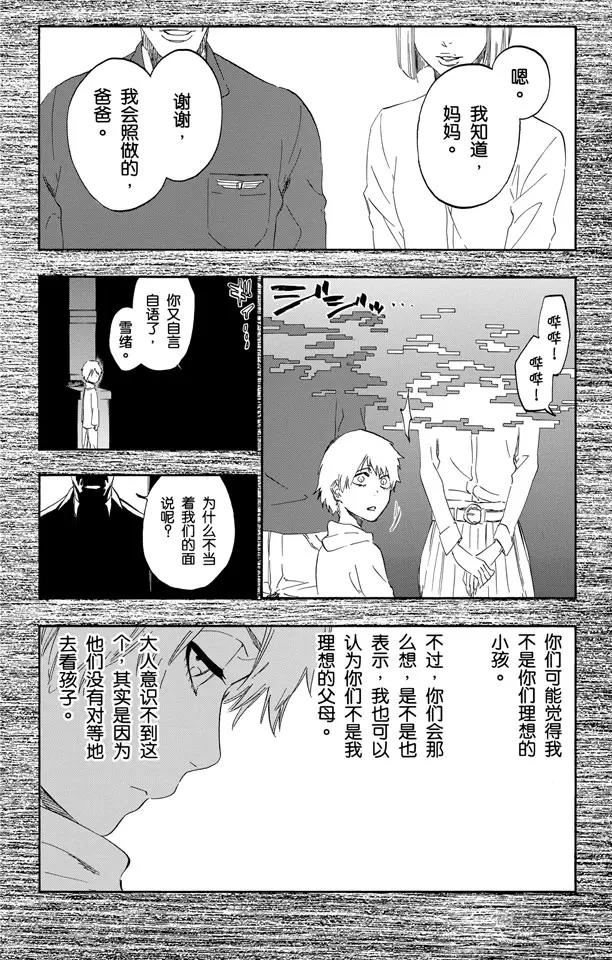 嗯。
我知道，
妈妈。
谢谢，
我会照做的，
爸爸。
哗哗！
哗哗！
ズズ
ズズ
你又自言
自语了，
雪绪。
为什么不当
着我们的面
说呢？
你们可能觉得我
不是你们理想的
小孩。
不过，你们会那
么想，是不是也
表示，我也可以
认为你们不是我
理想的父母。
大人意识不到这
个，其实是因为
他们没有对等地
去看孩子。